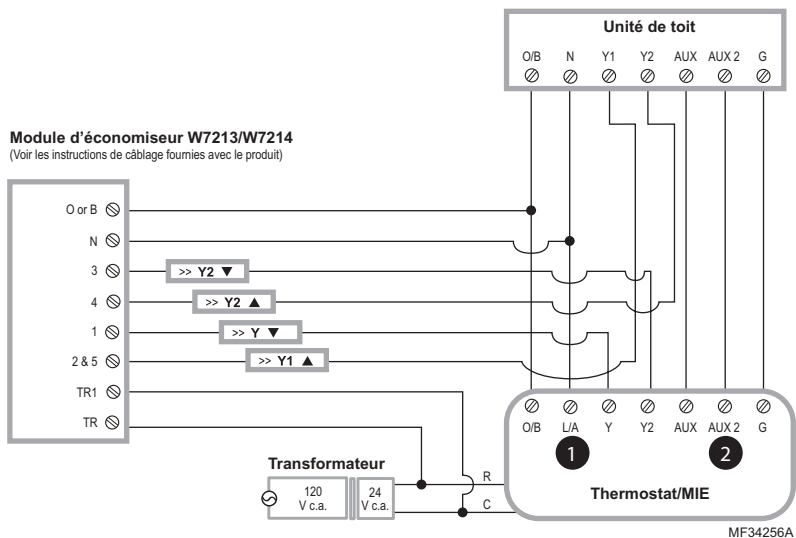 Unité de toit
O/B N Y1 Y2 AUX AUX 2 G
Module d'économiseur W7213/W7214
(Voir les instructions de câblage fournies avec le produit)
O or B
N
3 >> Y2 ▼
4 >> Y2 ▲
1 >> Y ▼
2 & 5 >> Y1 ▲
TR1
TR
O/B L/A Y Y2 AUX AUX 2 G
1 2
Transformateur
120 V c.a.
24 V c.a.
R
C
Thermostat/MIE
MF34256A